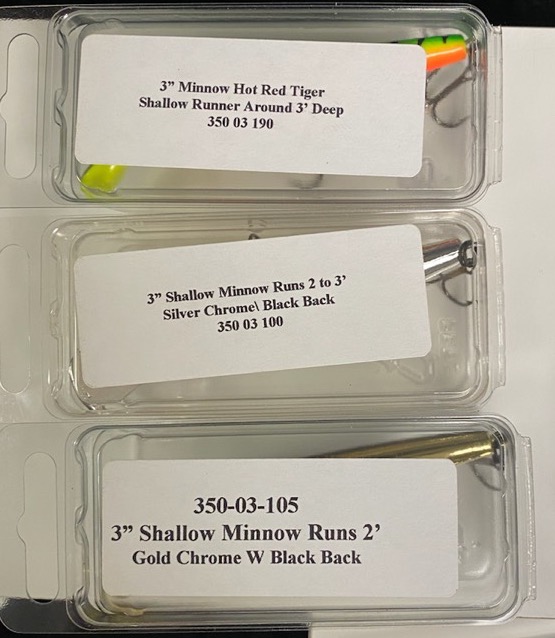 3” Minnow Hot Red Tiger
Shallow Runner Around 3’ Deep
350 03 190
3” Shallow Minnow Runs 2 to 3’
Silver Chrome\ Black Back
350 03 100
350-03-105
3” Shallow Minnow Runs 2’
Gold Chrome W Black Back